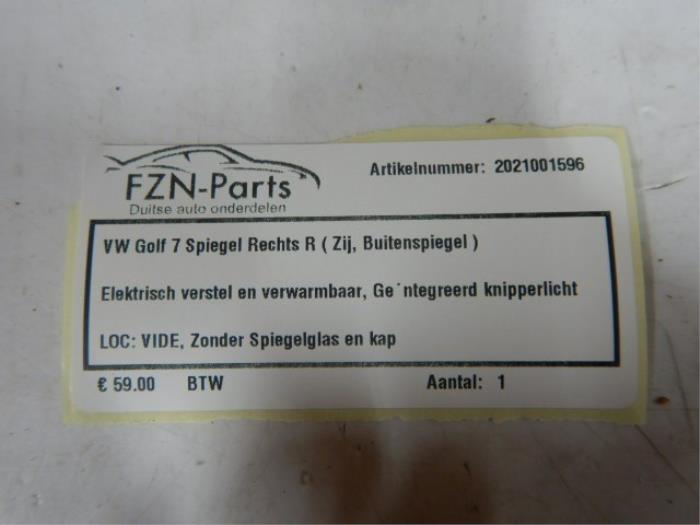 FZN-Parts
Duitse auto onderdelen
Artikelnummer: 2021001596
VW Golf 7 Spiegel Rechts R ( Zij, Buitenspiegel )
Elektrisch verstel en verwarmbaar, Ge´ntegreerd knipperlicht
LOC: VIDE, Zonder Spiegelglas en kap
€ 59.00 BTW Aantal: 1